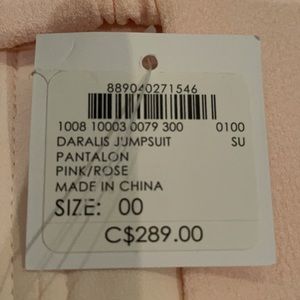 889040271546
1008 10003 0079 300 0100
DARALIS JUMPSUIT SU
PANTALON
PINK/ROSE
MADE IN CHINA
SIZE: 00
C$289.00